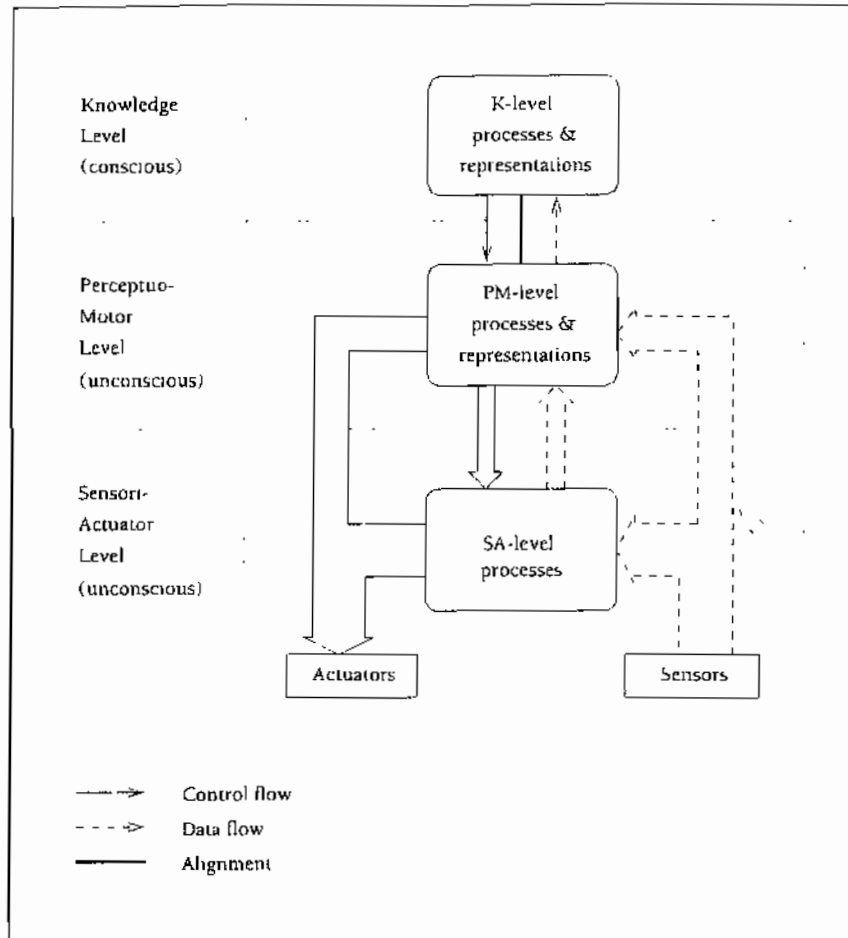 Knowledge
Level
(conscious)
K-level
processes &
representations
Perceptuo-
Motor
Level
(unconscious)
PM-level
processes &
representations
Sensori-
Actuator
Level
(unconscious)
SA-level
processes
Actuators
Sensors
Control flow
Data flow
Alignment